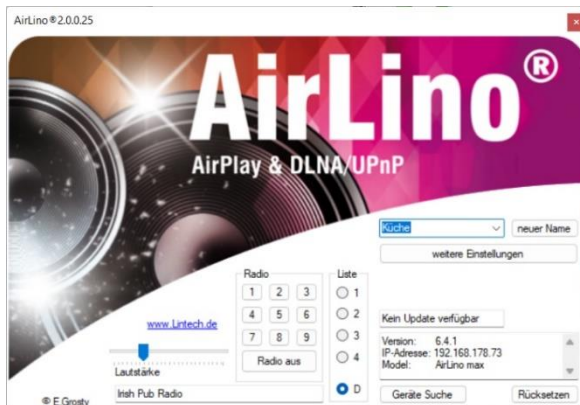 AirLino®2.0.0.25
AirLino®
AirPlay & DLNA/UPnP
Küche
neuer Name
weitere Einstellungen
Radio
1 2 3
4 5 6
7 8 9
Radio aus
Liste
1
2
3
4
D
www.Lintech.de
Lautstärke
Kein Update verfügbar
Version: 6.4.1
IP-Adresse: 192.168.178.73
Model: AirLino max
© E.Grosty
Irish Pub Radio
Geräte Suche
Rücksetzen